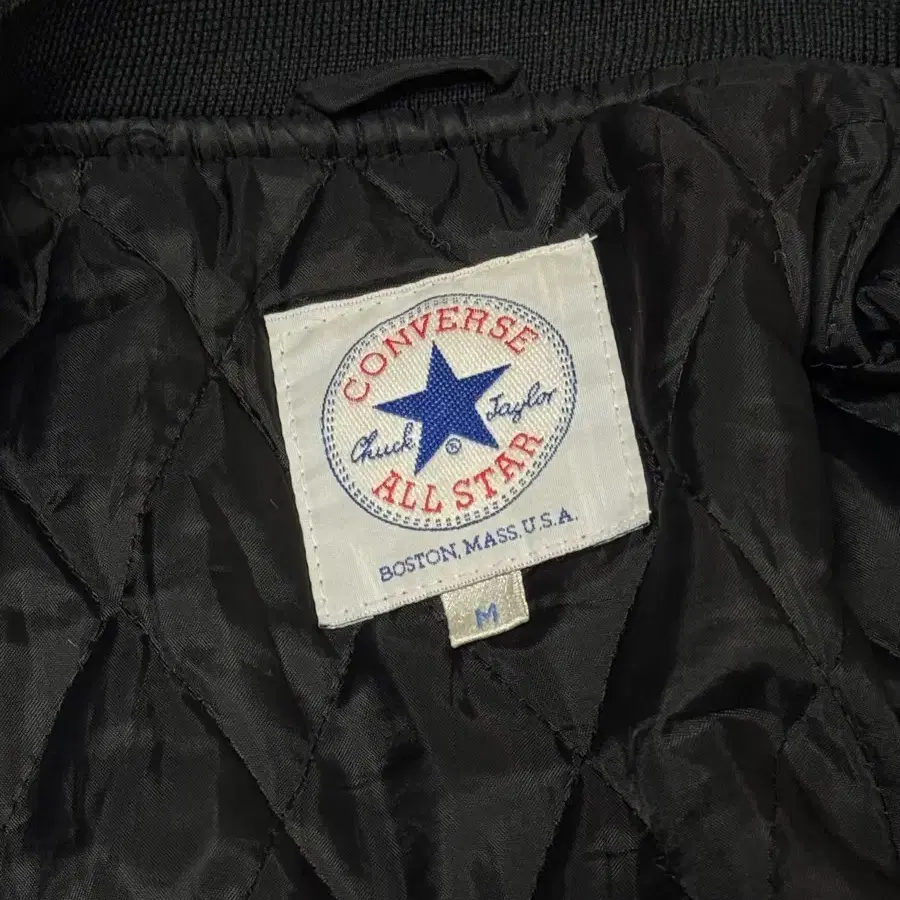 CONVERSE
Chuck Taylor
®
ALL STAR
BOSTON, MASS, U.S.A.
M